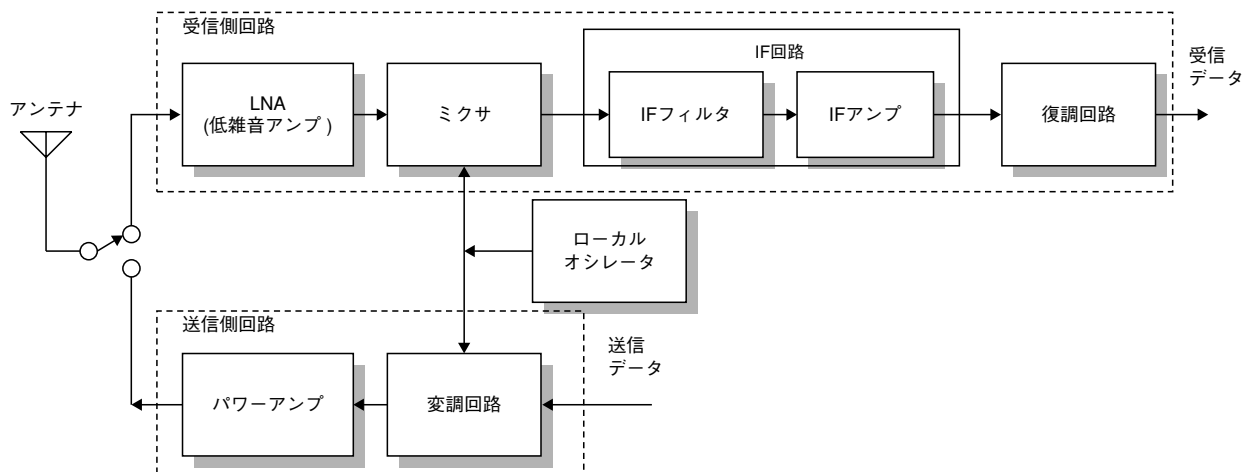 受信側回路
IF回路
受信
データ
アンテナ
LNA
(低雑音アンプ)
ミクサ
IFフィルタ
IFアンプ
復調回路
ローカル
オシレータ
送信側回路
送信
データ
パワーアンプ
変調回路